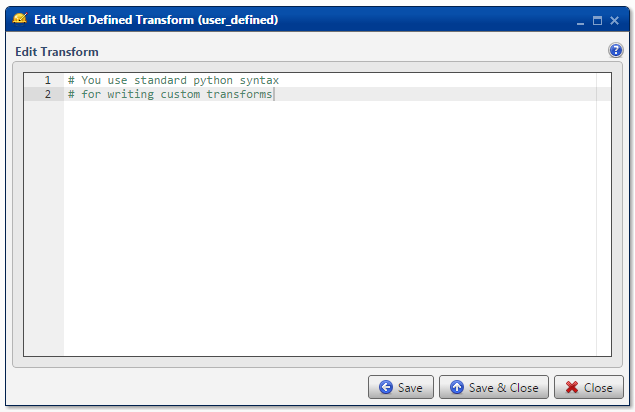 Edit User Defined Transform (user_defined)
Edit Transform
?
1 # You use standard python syntax
2 # for writing custom transforms
Save
Save & Close
Close